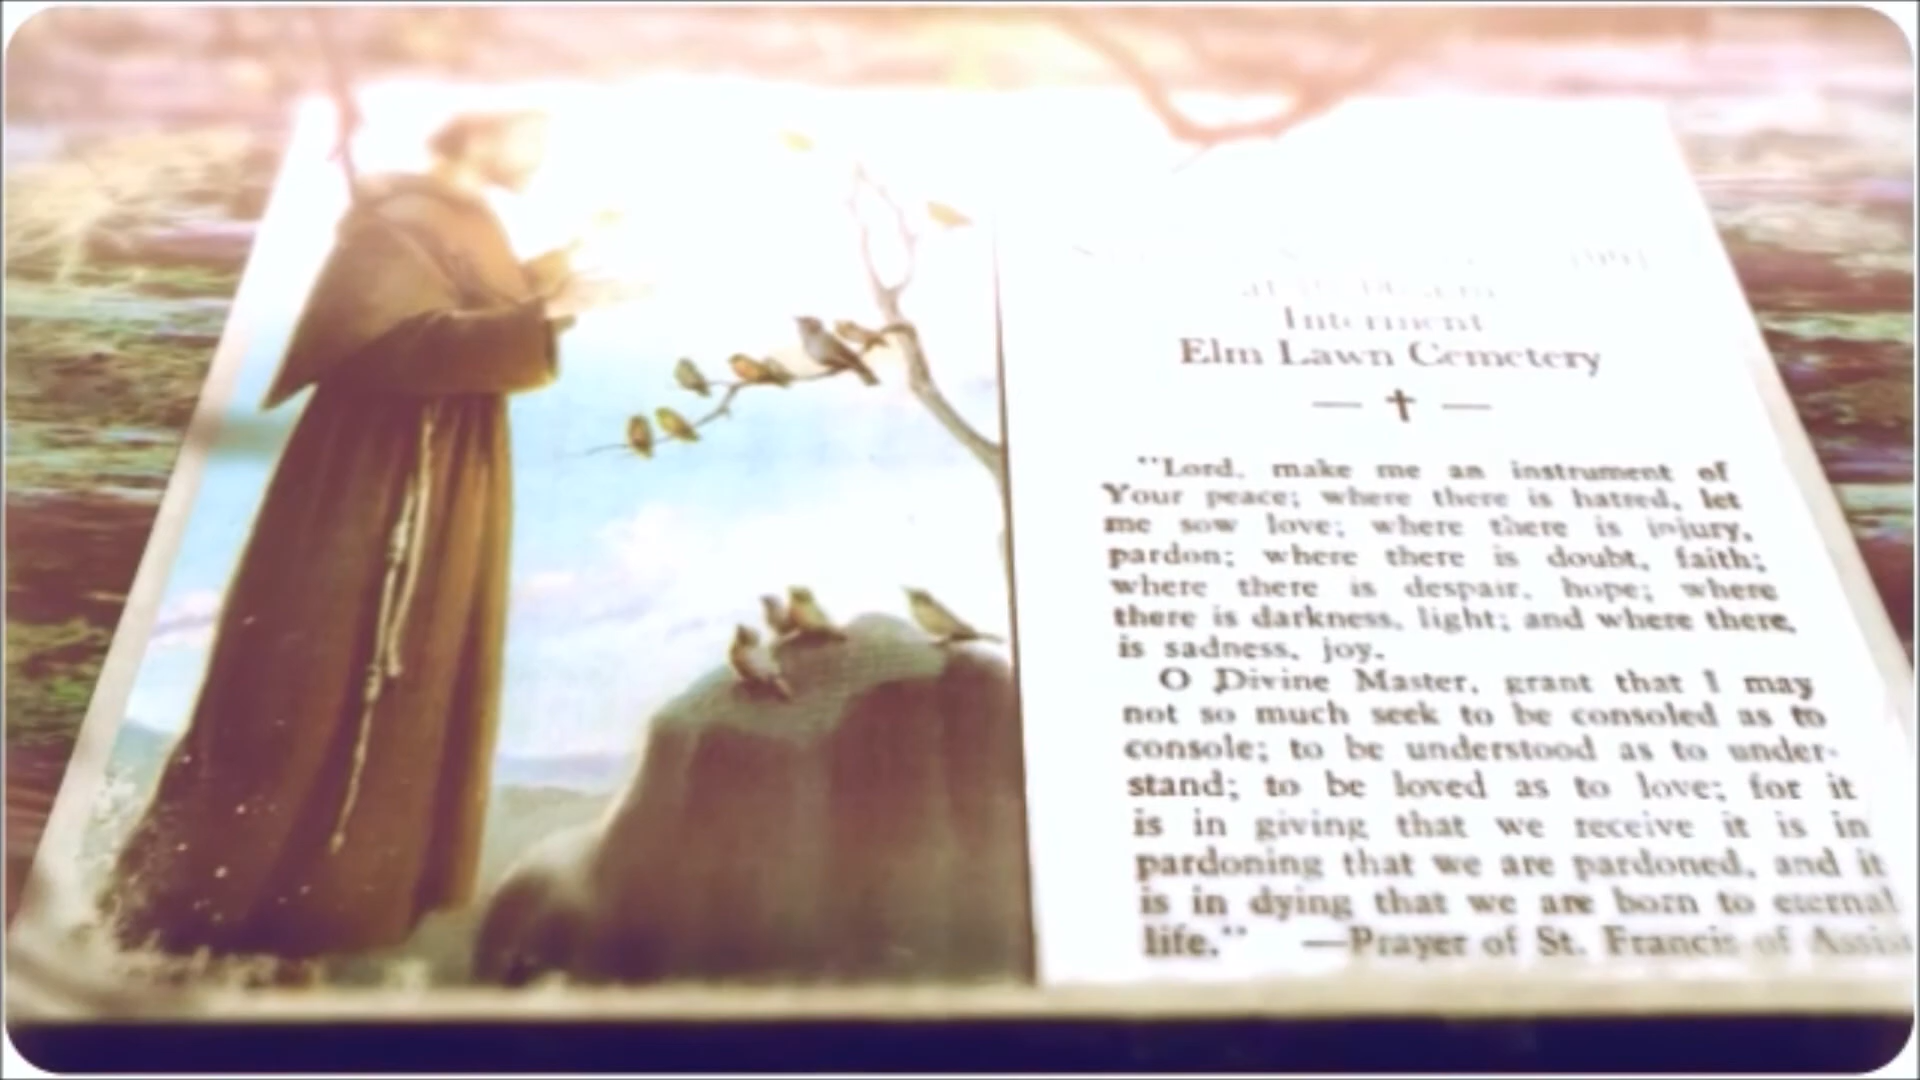 Interment
Elm Lawn Cemetery
— † —
"Lord, make me an instrument of
Your peace; where there is hatred, let
me sow love; where there is injury,
pardon; where there is doubt, faith;
where there is despair, hope; where
there is darkness, light; and where there,
is sadness, joy.
O Divine Master, grant that I may
not so much seek to be consoled as to
console; to be understood as to under-
stand; to be loved as to love; for it
is in giving that we receive it is in
pardoning that we are pardoned, and it
is in dying that we are born to eternal
life." —Prayer of St. Francis of Assisi